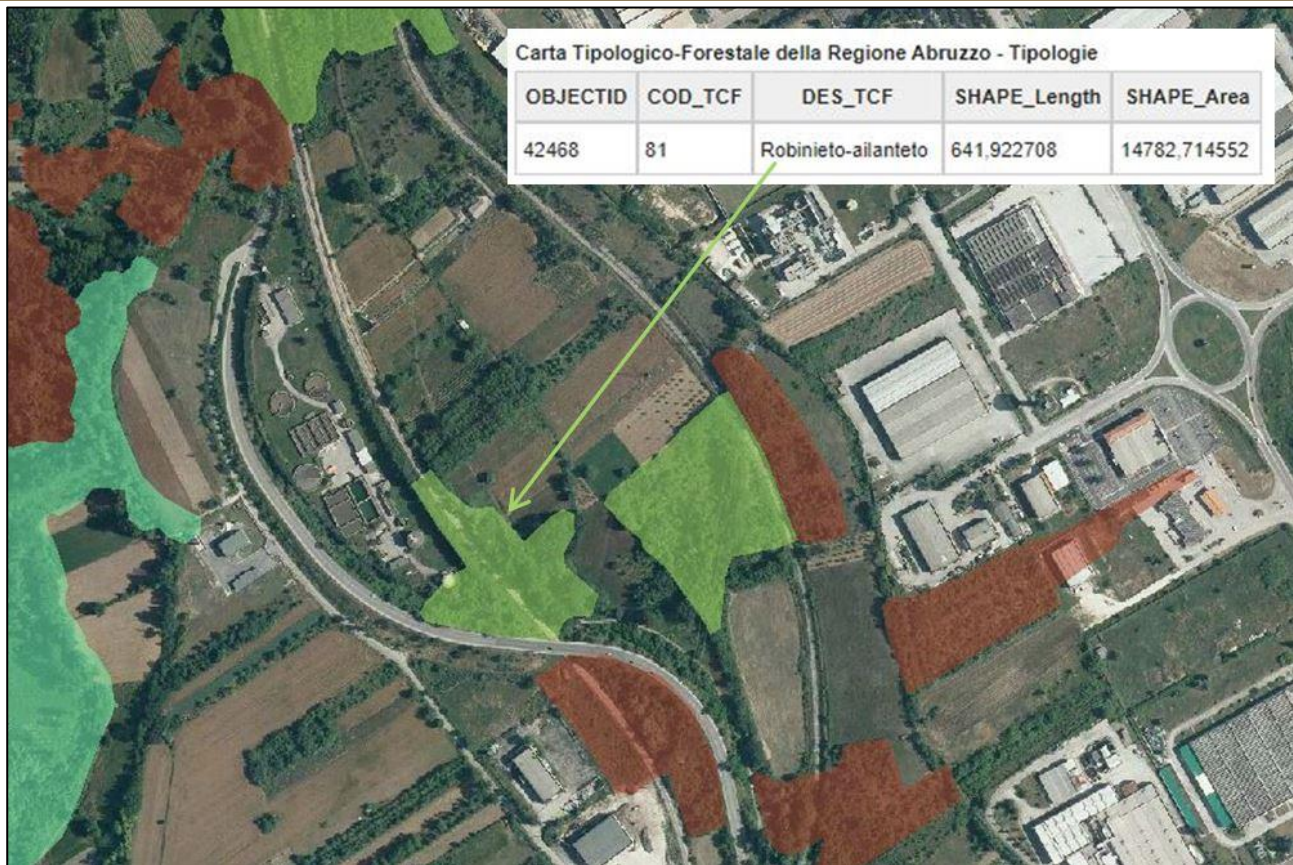 Carta Tipologico-Forestale della Regione Abruzzo - Tipologie
OBJECTID COD_TCF DES_TCF SHAPE_Length SHAPE_Area
42468 81 Robinieto-ailanteto 641,922708 14782,714552